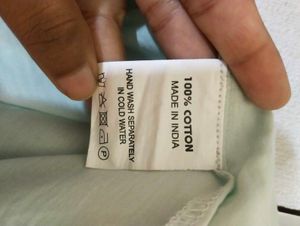 100% COTTON
MADE IN INDIA
HAND WASH SEPARATELY
IN COLD WATER
P